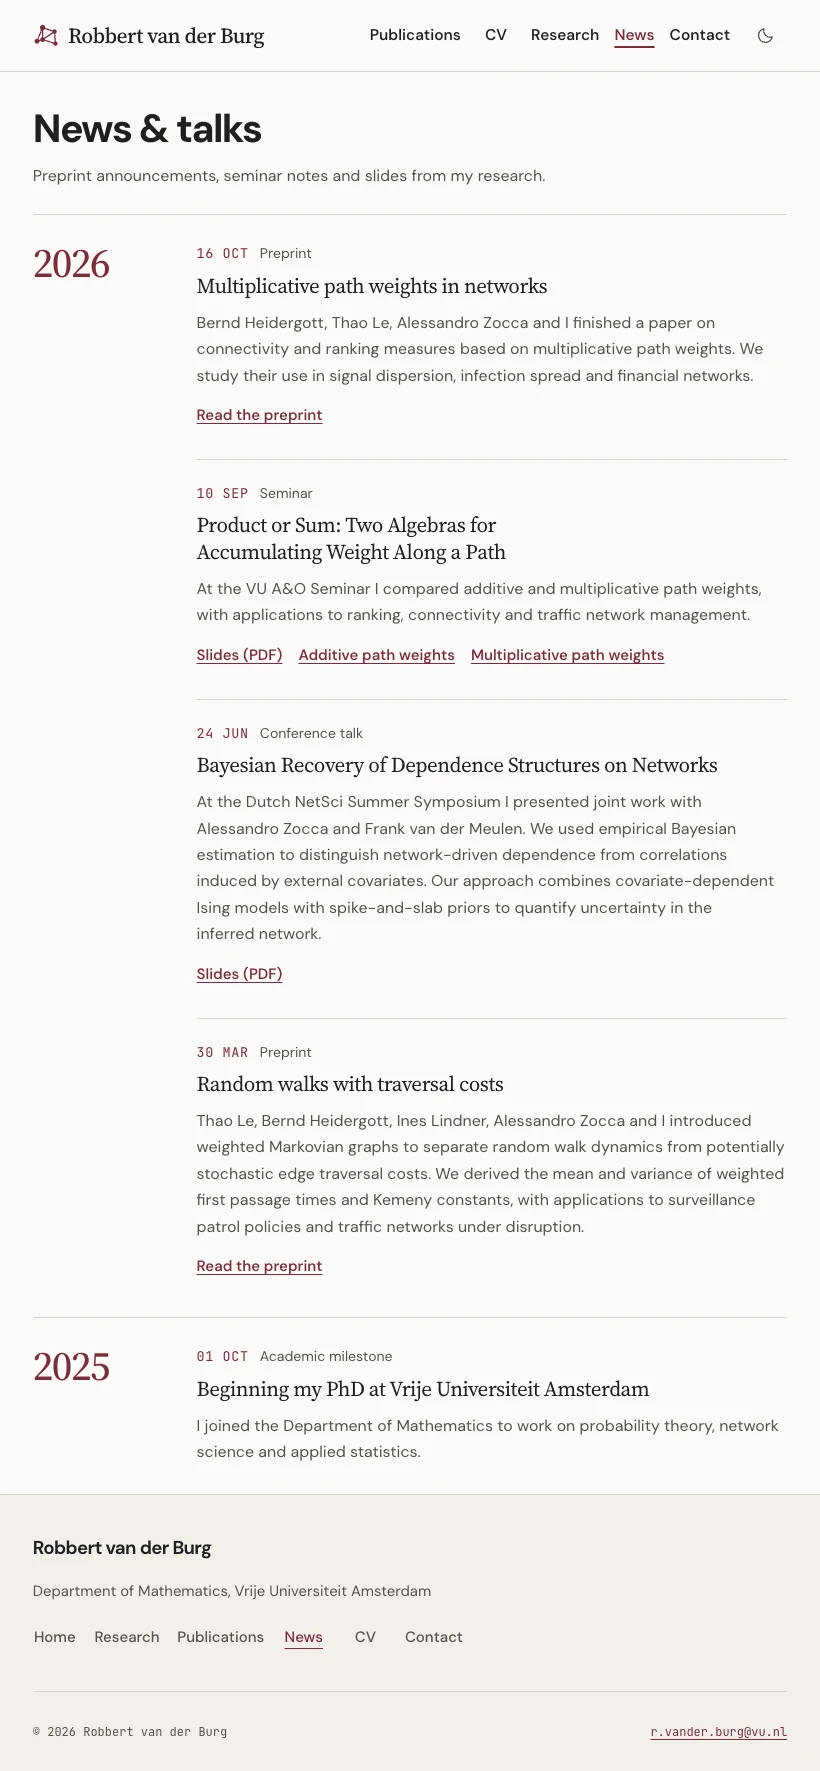 Robbert van der Burg
Publications CV Research News Contact
News & talks
Preprint announcements, seminar notes and slides from my research.
2026
16 OCT Preprint
Multiplicative path weights in networks
Bernd Heidergott, Thao Le, Alessandro Zocca and I finished a paper on
connectivity and ranking measures based on multiplicative path weights. We
study their use in signal dispersion, infection spread and financial networks.
Read the preprint
10 SEP Seminar
Product or Sum: Two Algebras for
Accumulating Weight Along a Path
At the VU A&O Seminar I compared additive and multiplicative path weights,
with applications to ranking, connectivity and traffic network management.
Slides (PDF) Additive path weights Multiplicative path weights
24 JUN Conference talk
Bayesian Recovery of Dependence Structures on Networks
At the Dutch NetSci Summer Symposium I presented joint work with
Alessandro Zocca and Frank van der Meulen. We used empirical Bayesian
estimation to distinguish network-driven dependence from correlations
induced by external covariates. Our approach combines covariate-dependent
Ising models with spike-and-slab priors to quantify uncertainty in the
inferred network.
Slides (PDF)
30 MAR Preprint
Random walks with traversal costs
Thao Le, Bernd Heidergott, Ines Lindner, Alessandro Zocca and I introduced
weighted Markovian graphs to separate random walk dynamics from potentially
stochastic edge traversal costs. We derived the mean and variance of weighted
first passage times and Kemeny constants, with applications to surveillance
patrol policies and traffic networks under disruption.
Read the preprint
2025
01 OCT Academic milestone
Beginning my PhD at Vrije Universiteit Amsterdam
I joined the Department of Mathematics to work on probability theory, network
science and applied statistics.
Robbert van der Burg
Department of Mathematics, Vrije Universiteit Amsterdam
Home Research Publications News CV Contact
© 2026 Robbert van der Burg
r.vander.burg@vu.nl